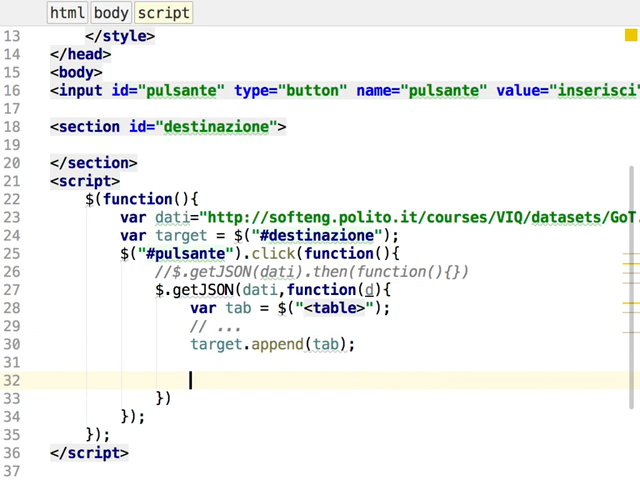 html body script
13 </style>
14 </head>
15 <body>
16 <input id="pulsante" type="button" name="pulsante" value="inserisci"
17
18 <section id="destinazione">
19
20 </section>
21 <script>
22 $(function(){
23 var dati="http://softeng.polito.it/courses/VIQ/datasets/GoT.
24 var target = $("#destinazione");
25 $("#pulsante").click(function(){
26 //$.getJSON(dati).then(function(){})
27 $.getJSON(dati,function(d){
28 var tab = $("<table>");
29 // ...
30 target.append(tab);
31
32
33 })
34 });
35 });
36 </script>
37